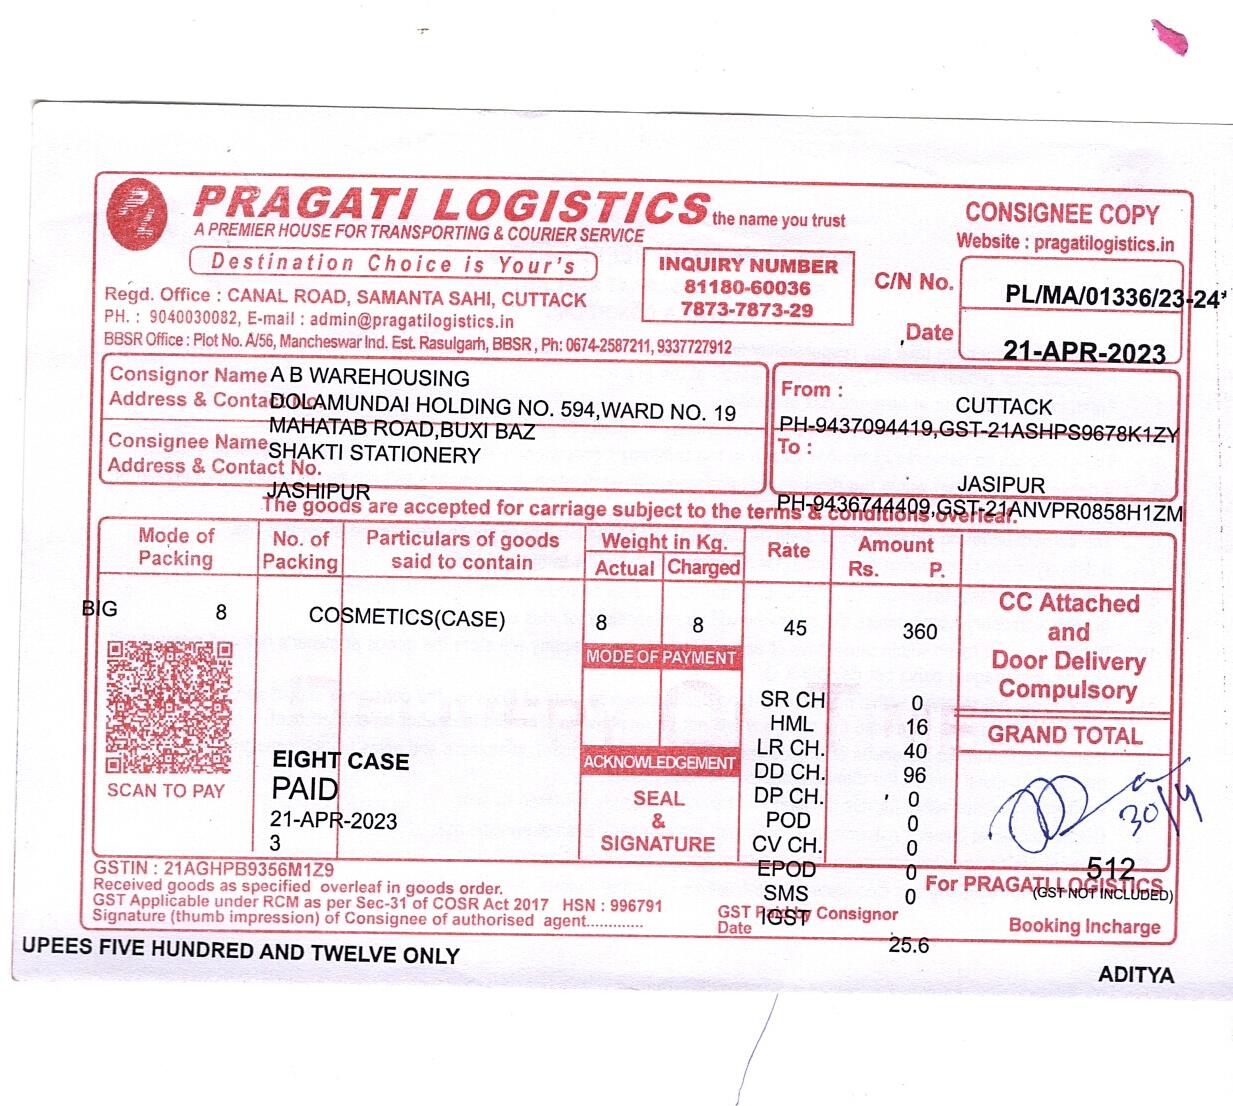 PRAGATI LOGISTICS the name you trust
A PREMIER HOUSE FOR TRANSPORTING & COURIER SERVICE
Destination Choice is Your's
CONSIGNEE COPY
Website : pragatilogistics.in
INQUIRY NUMBER
81180-60036
7873-7873-29
C/N No. PL/MA/01336/23-24
Date 21-APR-2023
Regd. Office : CANAL ROAD, SAMANTA SAHI, CUTTACK
PH. : 9040030082, E-mail : admin@pragatilogistics.in
BBSR Office : Plot No. A/56, Mancheswar Ind. Est. Rasulgarh, BBSR , Ph: 0674-2587211, 9337727912
Consignor Name A B WAREHOUSING
Address & Contact No. DOLAMUNDAI HOLDING NO. 594,WARD NO. 19
MAHATAB ROAD,BUXI BAZ
Consignee Name SHAKTI STATIONERY
Address & Contact No.
JASHIPUR
From :
CUTTACK
PH-9437094419,GST-21ASHPS9678K1ZY
To :
JASIPUR
PH-9436744409,GST-21ANVPR0858H1ZM
The goods are accepted for carriage subject to the terms & conditions overleaf.
Mode of Packing
No. of Packing
Particulars of goods said to contain
Weight in Kg.
Actual Charged
Rate
Amount
Rs. P.
BIG 8 COSMETICS(CASE) 8 8 45 360
CC Attached
and
Door Delivery
Compulsory
MODE OF PAYMENT
SR CH 0
HML 16
LR CH. 40
DD CH. 96
DP CH. 0
POD 0
CV CH. 0
EPOD 0
SMS 0
IGST 25.6
GRAND TOTAL
30/4
512
(GST NOT INCLUDED)
SCAN TO PAY
EIGHT CASE
PAID
21-APR-2023
3
ACKNOWLEDGEMENT
SEAL
&
SIGNATURE
GSTIN : 21AGHPB9356M1Z9
Received goods as specified overleaf in goods order.
GST Applicable under RCM as per Sec-31 of COSR Act 2017 HSN : 996791
Signature (thumb impression) of Consignee of authorised agent.............
GST Paid by Consignor
Date
For PRAGATI LOGISTICS
Booking Incharge
UPEES FIVE HUNDRED AND TWELVE ONLY
ADITYA